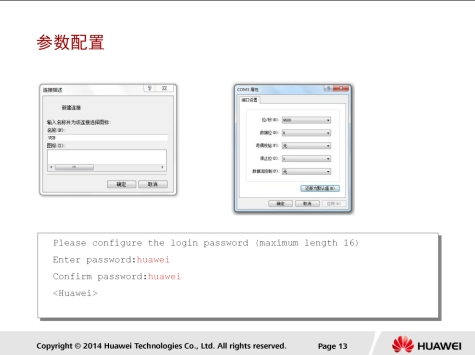 参数配置
连接描述
新建连接
输入名称并为该连接选择图标:
名称(N):
图标(I):
确定
取消
COM3 属性
端口设置
位/秒(B):
9600
数据位(D):
8
奇偶校验(P):
无
停止位(S):
1
数据流控制(F):
无
还原为默认值(R)
确定
取消
应用(A)
Please configure the login password (maximum length 16)
Enter password:huawei
Confirm password:huawei
<Huawei>
Copyright © 2014 Huawei Technologies Co., Ltd. All rights reserved.
Page 13
HUAWEI